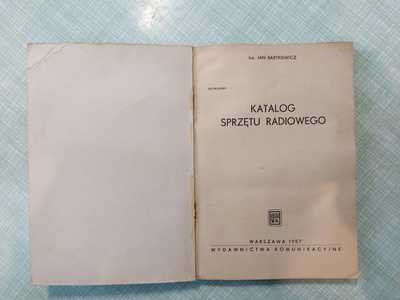 Inż. JAN BARTKIEWICZ
KATALOG
SPRZĘTU RADIOWEGO
WARSZAWA 1957
WYDAWNICTWA KOMUNIKACYJNE